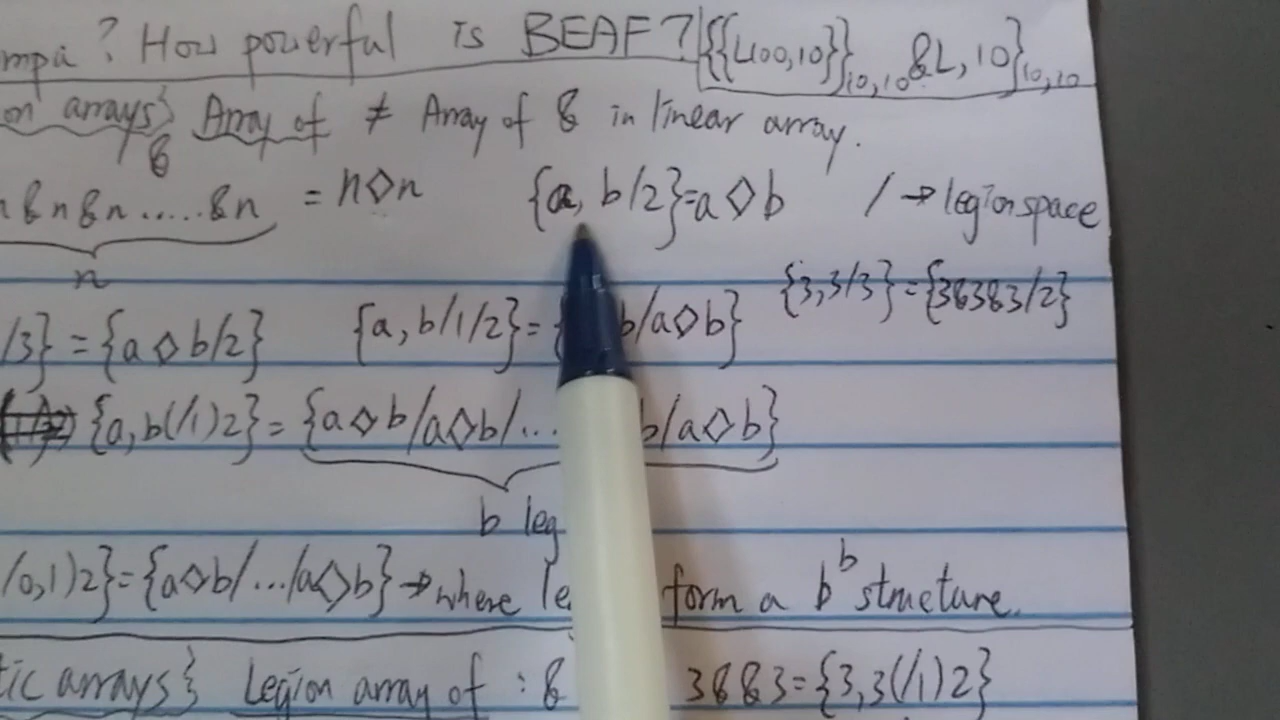 mpa? How powerful is BEAF? {{L100,10}}10,10 & L, 10}10,10
on arrays} Array of ≠ Array of & in linear array.
&
n&n&n.....&n = n◇n {a, b/2}=a◇b / → legion space
n
/3} = {a◇b/2} {a, b/1/2}= b/a◇b} {3,3/3}={3&3&3/2}
{a,b(/1)2}= {a◇b/a◇b/... b/a◇b}
b leg
/0,1)2}={a◇b/.../a◇b} → where le form a b^b structure.
tic arrays} Legion array of : & 3&&3={3,3(/1)2}